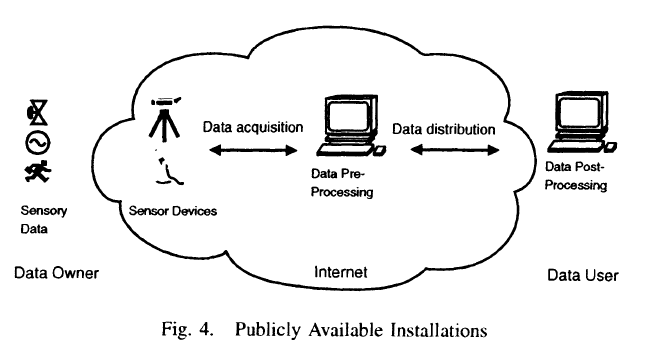 Data acquisition
Data distribution
Data Pre-
Processing
Data Post-
Processing
Sensory
Data
Sensor Devices
Data Owner
Internet
Data User
Fig. 4. Publicly Available Installations